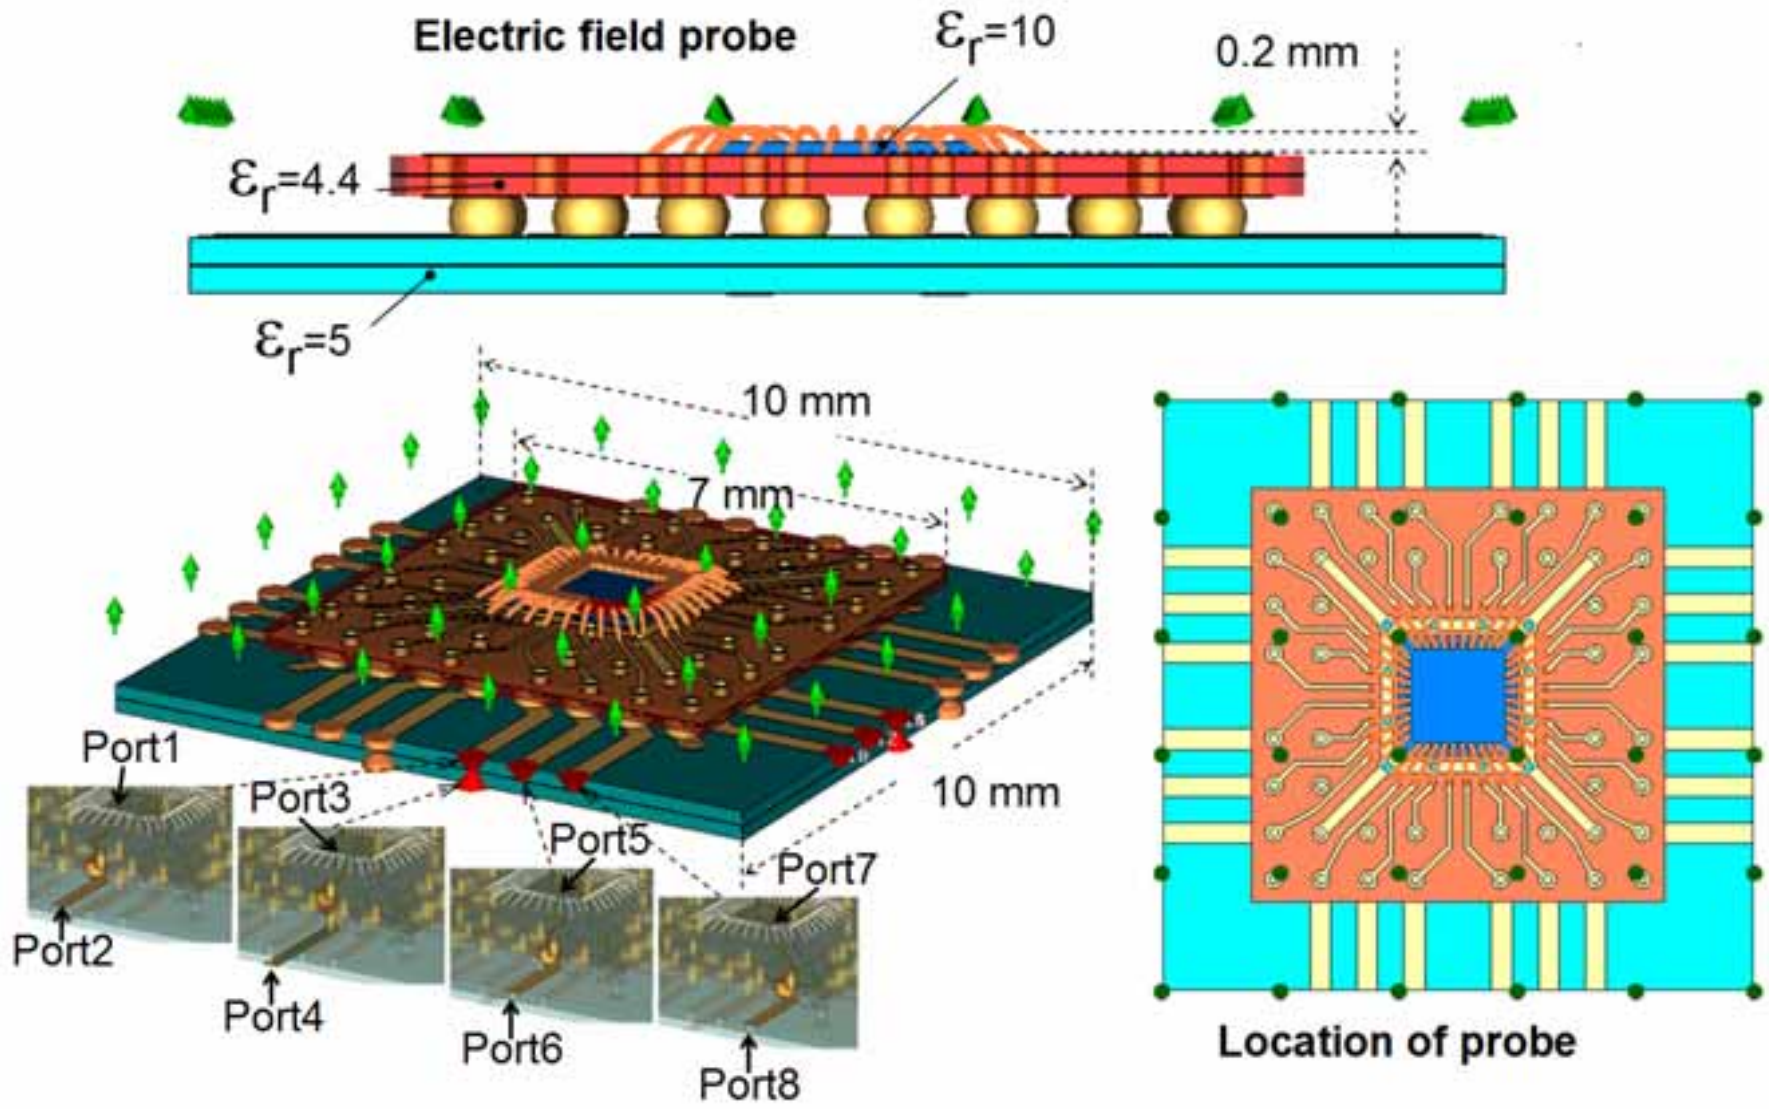 Electric field probe
εr=10
0.2 mm
εr=4.4
εr=5
10 mm
7 mm
10 mm
Port1
Port3
Port5
Port7
Port2
Port4
Port6
Port8
Location of probe